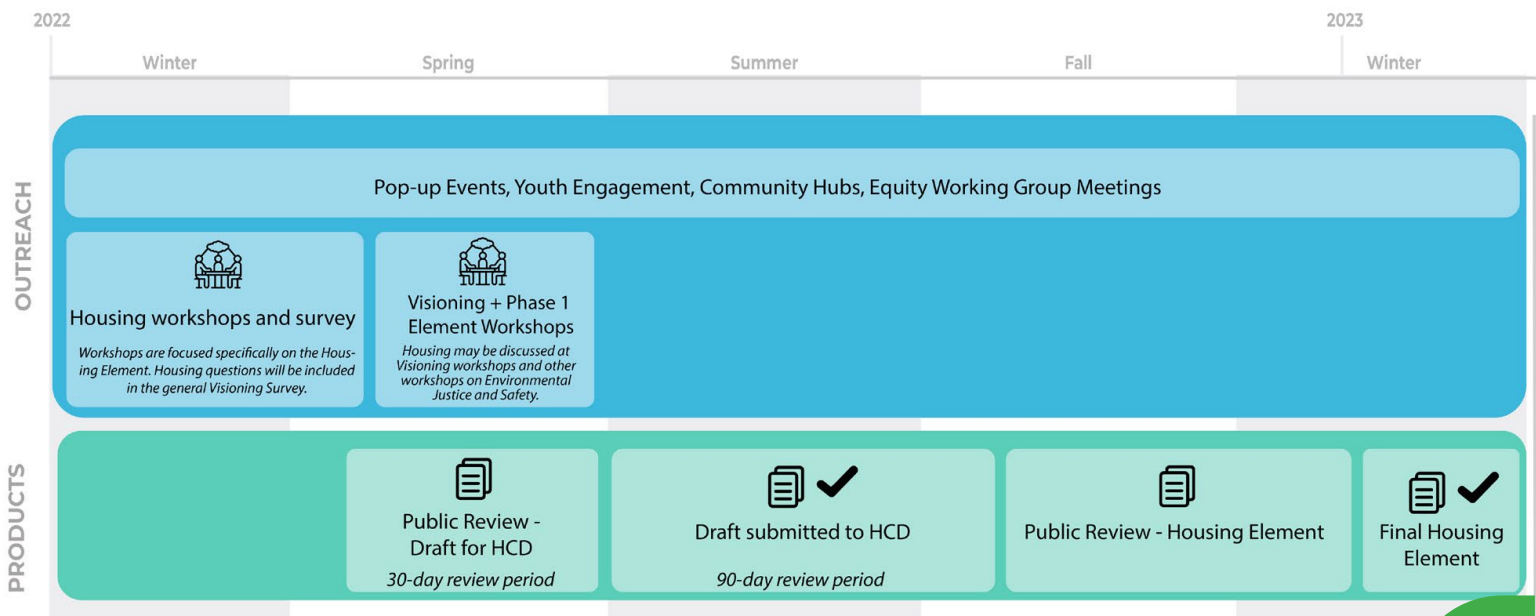 2022
2023
Winter
Spring
Summer
Fall
Winter
OUTREACH
Pop-up Events, Youth Engagement, Community Hubs, Equity Working Group Meetings
Housing workshops and survey
Workshops are focused specifically on the Hous-
ing Element. Housing questions will be included
in the general Visioning Survey.
Visioning + Phase 1
Element Workshops
Housing may be discussed at
Visioning workshops and other
workshops on Environmental
Justice and Safety.
PRODUCTS
Public Review -
Draft for HCD
30-day review period
Draft submitted to HCD
90-day review period
Public Review - Housing Element
Final Housing
Element